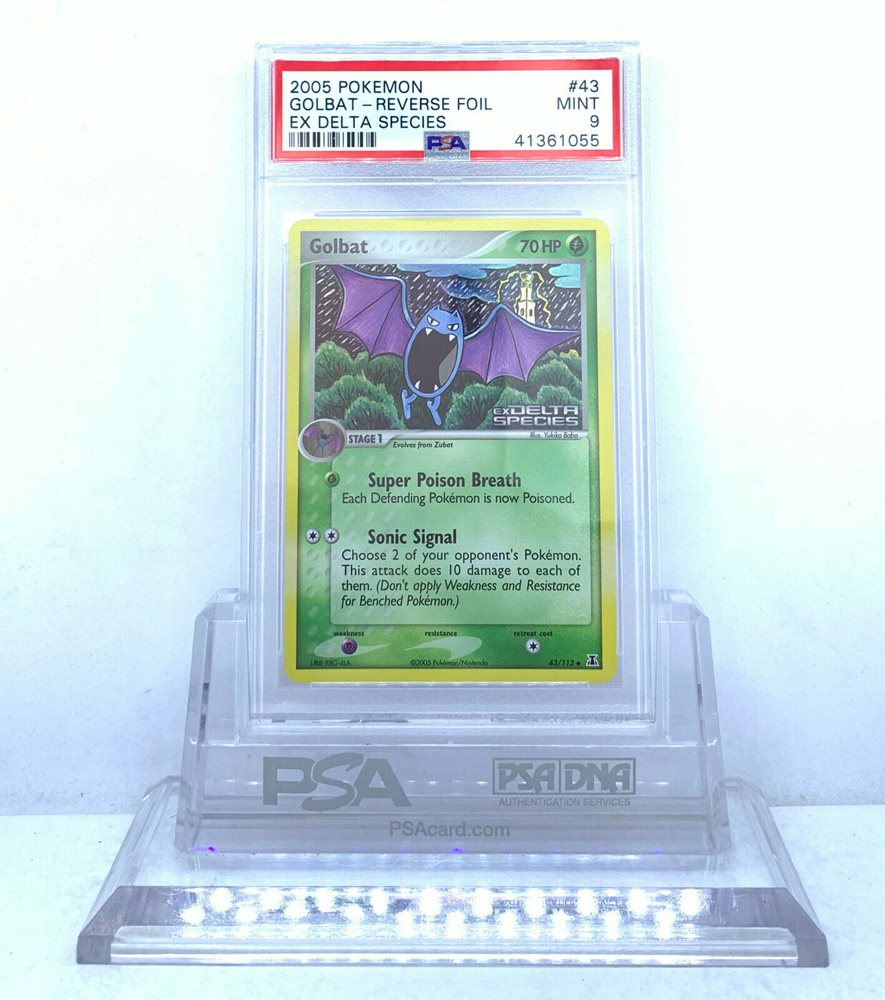 2005 POKEMON #43
GOLBAT – REVERSE FOIL MINT
EX DELTA SPECIES 9
PSA 41361055
Golbat 70 HP
EX DELTA
SPECIES
Illus. Yukiko Baba
STAGE 1
Evolves from Zubat
Super Poison Breath
Each Defending Pokémon is now Poisoned.
Sonic Signal
Choose 2 of your opponent's Pokémon.
This attack does 10 damage to each of
them. (Don't apply Weakness and Resistance
for Benched Pokémon.)
weakness resistance retreat cost
©2005 Pokémon/Nintendo 43/113
PSA PSA DNA
AUTHENTICATION SERVICES
PSAcard.com